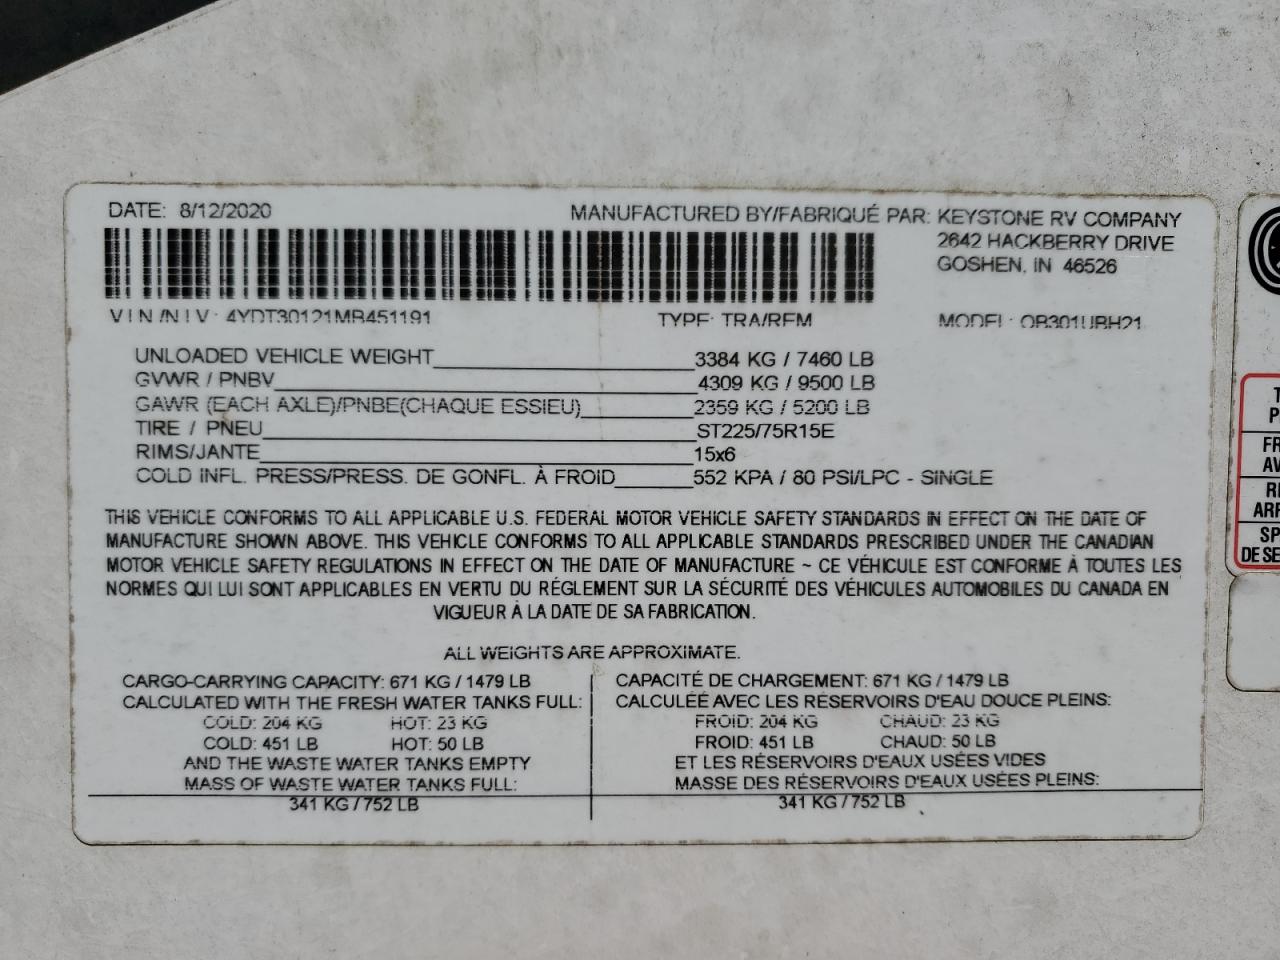 DATE: 8/12/2020
MANUFACTURED BY/FABRIQUÉ PAR: KEYSTONE RV COMPANY
2642 HACKBERRY DRIVE
GOSHEN, IN 46526
VIN/NIV: 4YDT30121MB451191 TYPE: TRA/REM MODEL: OB301UBH21
UNLOADED VEHICLE WEIGHT 3384 KG / 7460 LB
GVWR / PNBV 4309 KG / 9500 LB
GAWR (EACH AXLE)/PNBE(CHAQUE ESSIEU) 2359 KG / 5200 LB
TIRE / PNEU ST225/75R15E
RIMS/JANTE 15x6
COLD INFL. PRESS/PRESS. DE GONFL. À FROID 552 KPA / 80 PSI/LPC - SINGLE
THIS VEHICLE CONFORMS TO ALL APPLICABLE U.S. FEDERAL MOTOR VEHICLE SAFETY STANDARDS IN EFFECT ON THE DATE OF
MANUFACTURE SHOWN ABOVE. THIS VEHICLE CONFORMS TO ALL APPLICABLE STANDARDS PRESCRIBED UNDER THE CANADIAN
MOTOR VEHICLE SAFETY REGULATIONS IN EFFECT ON THE DATE OF MANUFACTURE ~ CE VÉHICULE EST CONFORME À TOUTES LES
NORMES QUI LUI SONT APPLICABLES EN VERTU DU RÉGLEMENT SUR LA SÉCURITÉ DES VÉHICULES AUTOMOBILES DU CANADA EN
VIGUEUR À LA DATE DE SA FABRICATION.
ALL WEIGHTS ARE APPROXIMATE.
CARGO-CARRYING CAPACITY: 671 KG / 1479 LB
CALCULATED WITH THE FRESH WATER TANKS FULL:
COLD: 204 KG HOT: 23 KG
COLD: 451 LB HOT: 50 LB
AND THE WASTE WATER TANKS EMPTY
MASS OF WASTE WATER TANKS FULL:
341 KG / 752 LB
CAPACITÉ DE CHARGEMENT: 671 KG / 1479 LB
CALCULÉE AVEC LES RÉSERVOIRS D'EAU DOUCE PLEINS:
FROID: 204 KG CHAUD: 23 KG
FROID: 451 LB CHAUD: 50 LB
ET LES RÉSERVOIRS D'EAUX USÉES VIDES
MASSE DES RÉSERVOIRS D'EAUX USÉES PLEINS:
341 KG / 752 LB